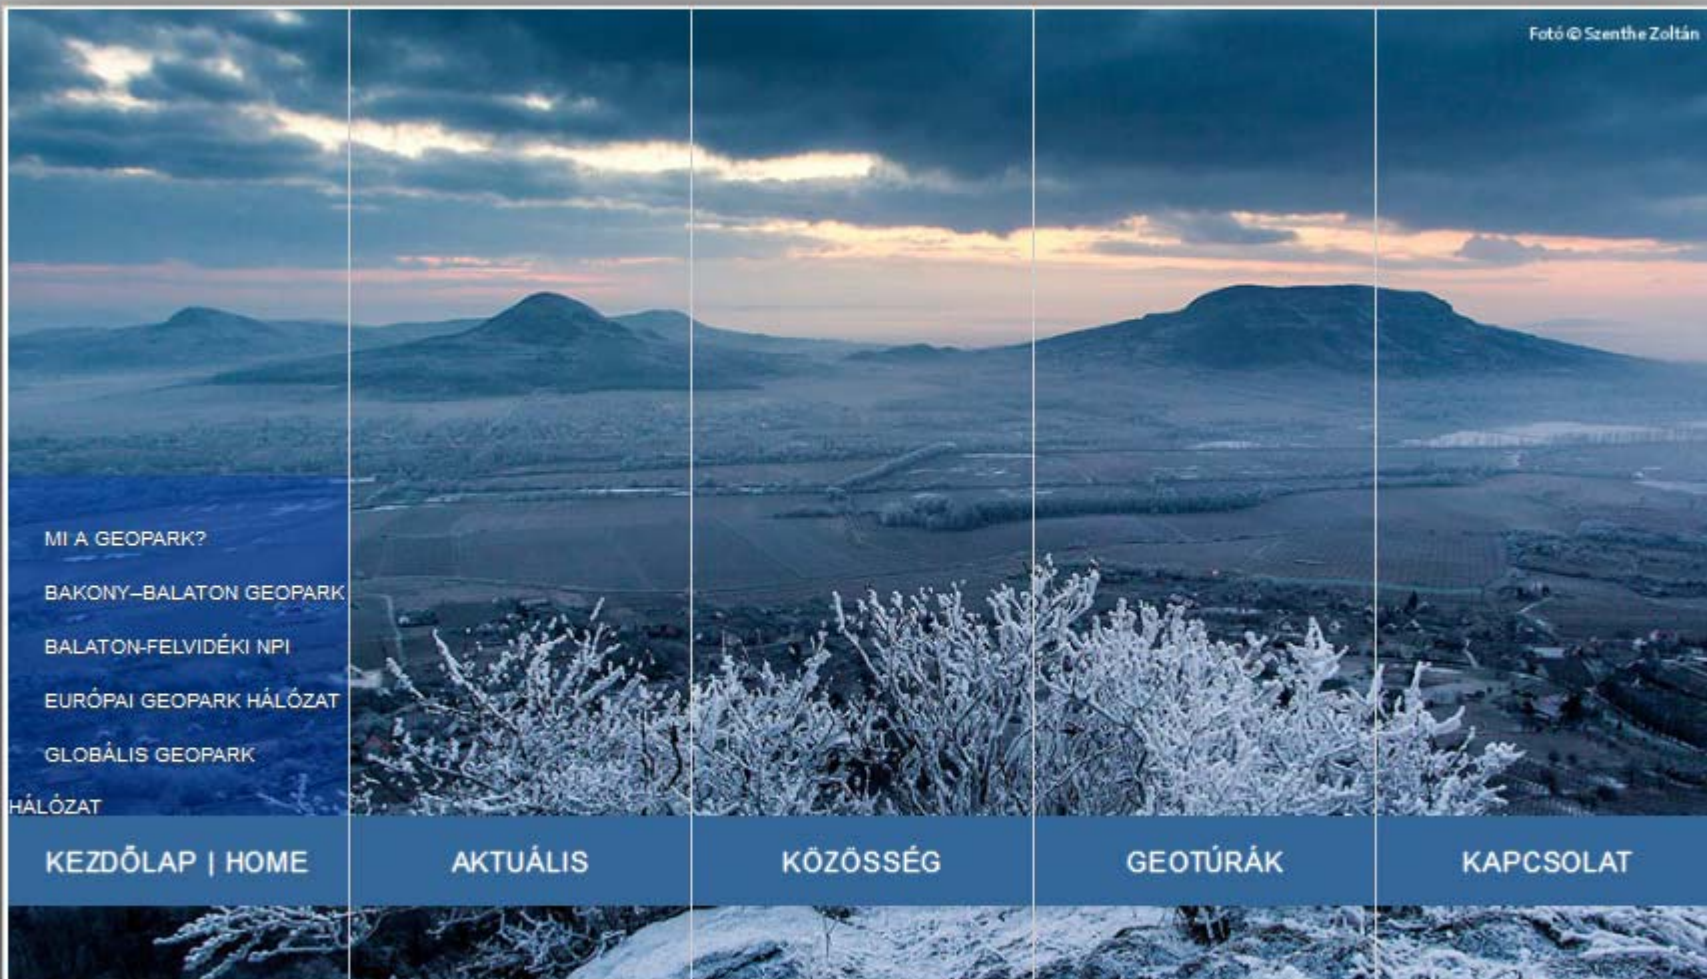 Fotó © Szenthe Zoltán
MI A GEOPARK?
BAKONY–BALATON GEOPARK
BALATON-FELVIDÉKI NPI
EURÓPAI GEOPARK HÁLÓZAT
GLOBÁLIS GEOPARK
HÁLÓZAT
KEZDŐLAP | HOME
AKTUÁLIS
KÖZÖSSÉG
GEOTÚRÁK
KAPCSOLAT